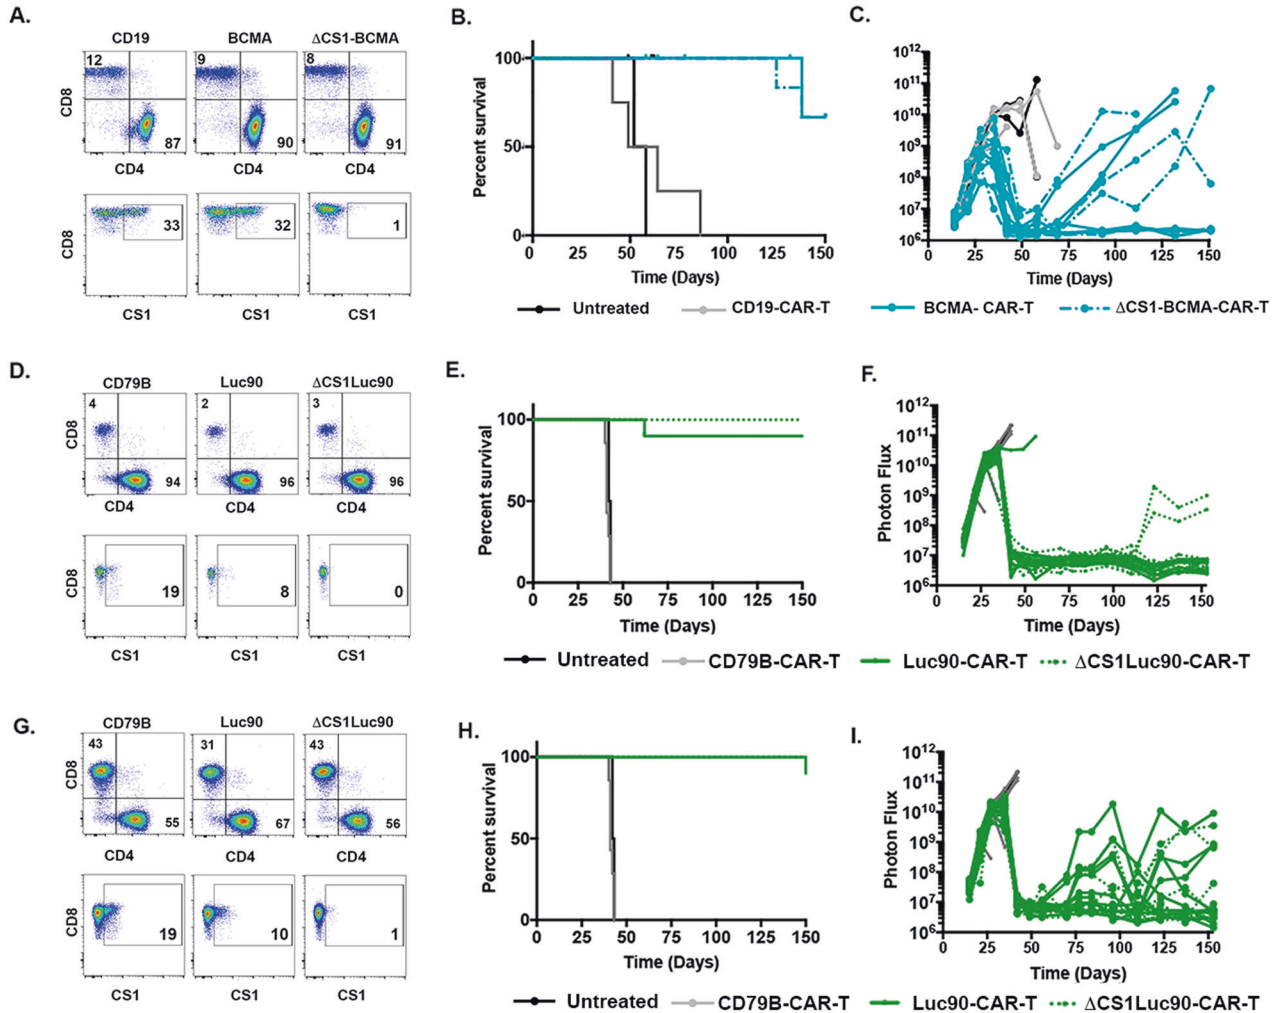 A.
CD19
BCMA
ΔCS1-BCMA
CD8
12
87
9
90
8
91
CD4
CD4
CD4
CD8
33
32
1
CS1
CS1
CS1
B.
Percent survival
100
50
0
0 25 50 75 100 125 150
Time (Days)
Untreated
CD19-CAR-T
C.
10^12
10^11
10^10
10^9
10^8
10^7
10^6
0 25 50 75 100 125 150
Time (Days)
BCMA- CAR-T
ΔCS1-BCMA-CAR-T
D.
CD79B
Luc90
ΔCS1Luc90
CD8
4
94
2
96
3
96
CD4
CD4
CD4
CD8
19
8
0
CS1
CS1
CS1
E.
Percent survival
100
50
0
0 25 50 75 100 125 150
Time (Days)
F.
Photon Flux
10^12
10^11
10^10
10^9
10^8
10^7
10^6
0 25 50 75 100 125 150
Time (Days)
Untreated
CD79B-CAR-T
Luc90-CAR-T
ΔCS1Luc90-CAR-T
G.
CD79B
Luc90
ΔCS1Luc90
CD8
43
55
31
67
43
56
CD4
CD4
CD4
CD8
19
10
1
CS1
CS1
CS1
H.
Percent survival
100
50
0
0 25 50 75 100 125 150
Time (Days)
I.
Photon Flux
10^12
10^11
10^10
10^9
10^8
10^7
10^6
0 25 50 75 100 125 150
Time (Days)
Untreated
CD79B-CAR-T
Luc90-CAR-T
ΔCS1Luc90-CAR-T